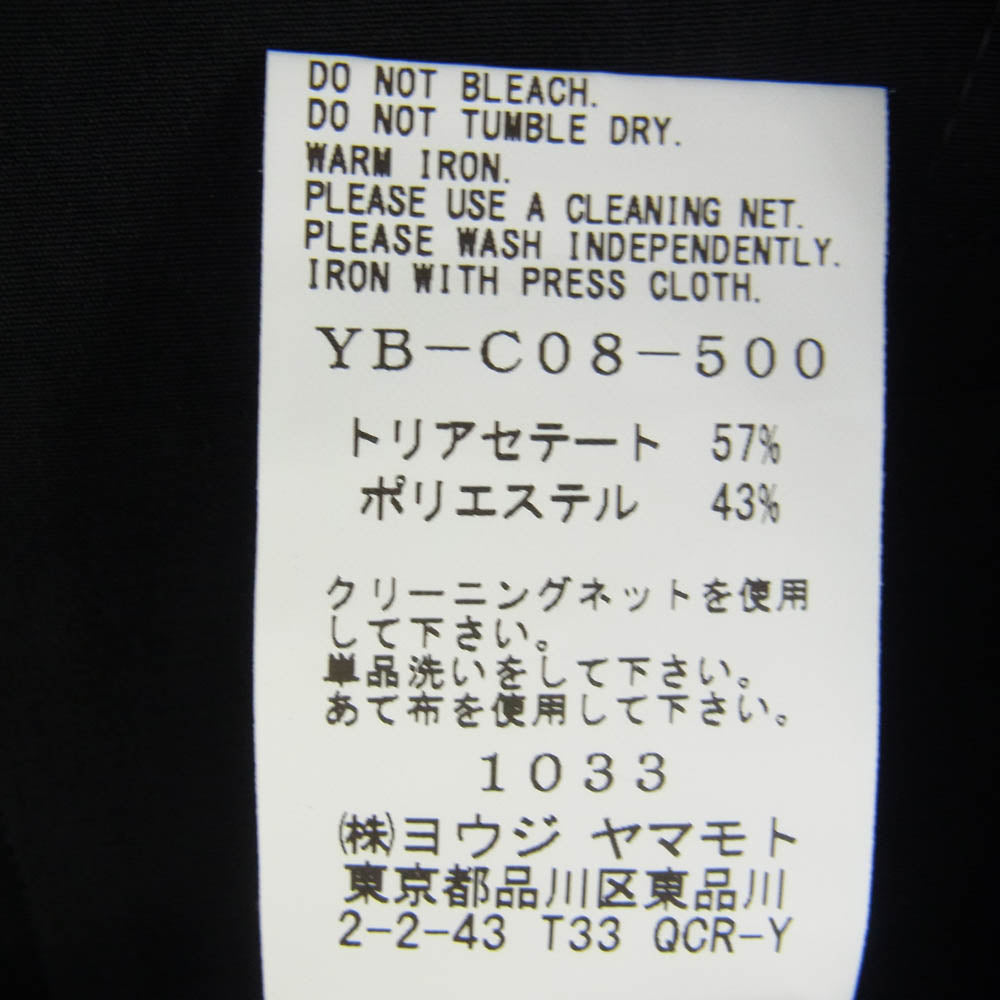 DO NOT BLEACH.
DO NOT TUMBLE DRY.
WARM IRON.
PLEASE USE A CLEANING NET.
PLEASE WASH INDEPENDENTLY.
IRON WITH PRESS CLOTH.
YB-C08-500
トリアセテート 57%
ポリエステル 43%
クリーニングネットを使用
して下さい。
単品洗いをして下さい。
あて布を使用して下さい。
1033
㈱ヨウジ ヤマモト
東京都品川区東品川
2-2-43 T33 QCR-Y